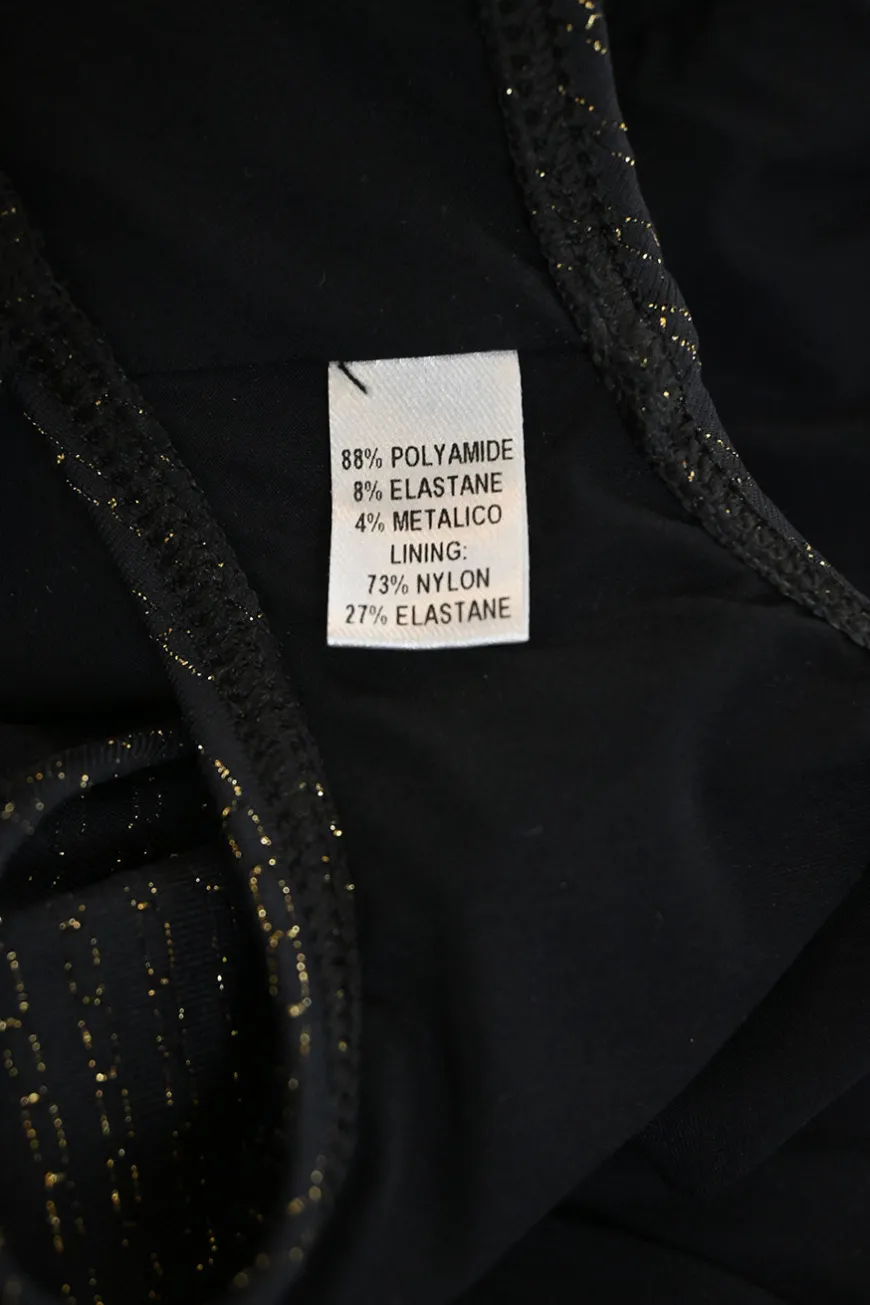 88% POLYAMIDE
8% ELASTANE
4% METALICO
LINING:
73% NYLON
27% ELASTANE